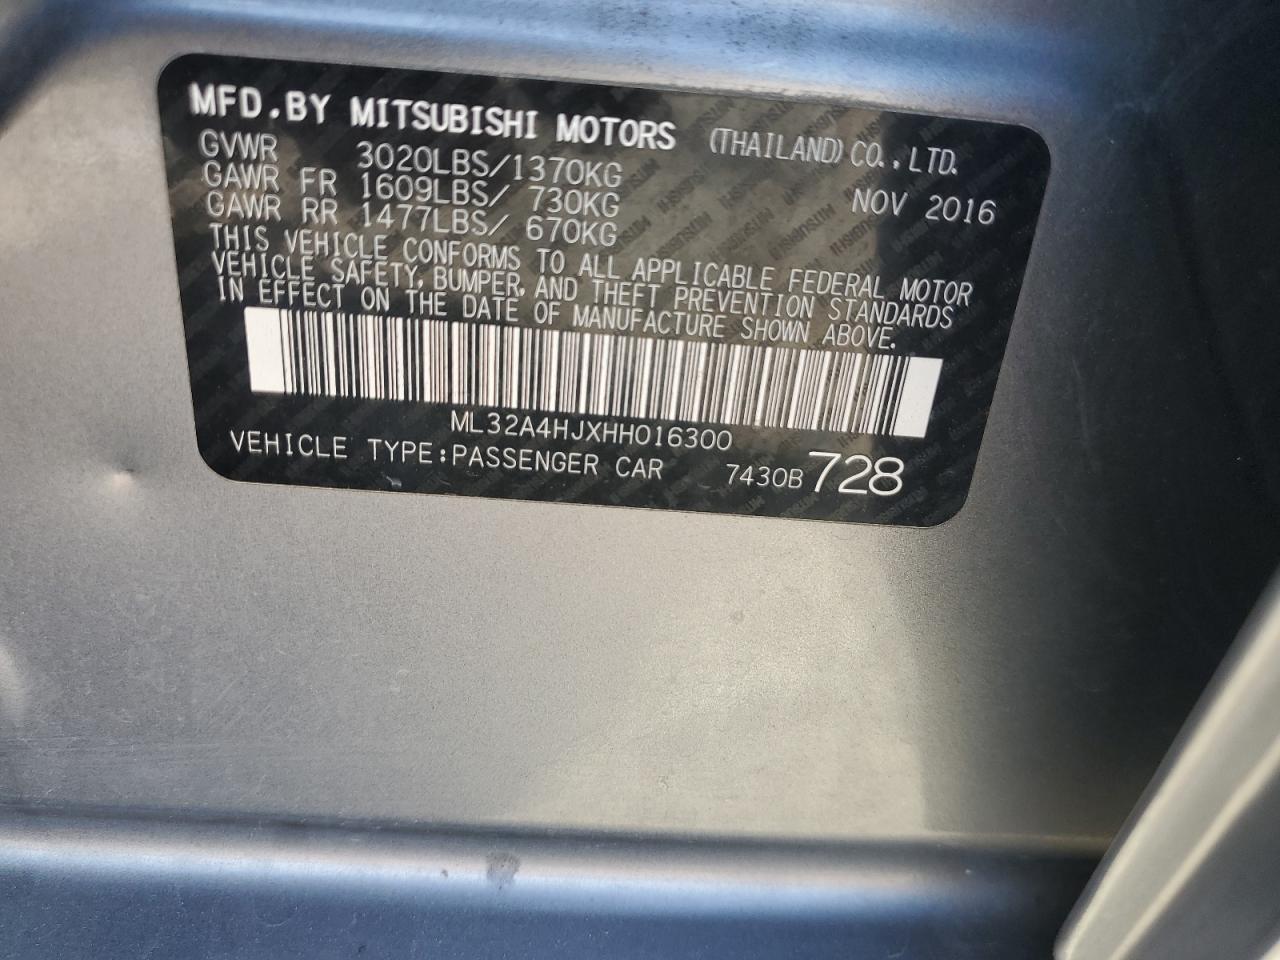 MFD.BY MITSUBISHI MOTORS (THAILAND) CO.,LTD.
GVWR 3020LBS/1370KG NOV 2016
GAWR FR 1609LBS/ 730KG
GAWR RR 1477LBS/ 670KG
THIS VEHICLE CONFORMS TO ALL APPLICABLE FEDERAL MOTOR
VEHICLE SAFETY, BUMPER, AND THEFT PREVENTION STANDARDS
IN EFFECT ON THE DATE OF MANUFACTURE SHOWN ABOVE.
ML32A4HJXHH016300
VEHICLE TYPE:PASSENGER CAR 7430B 728